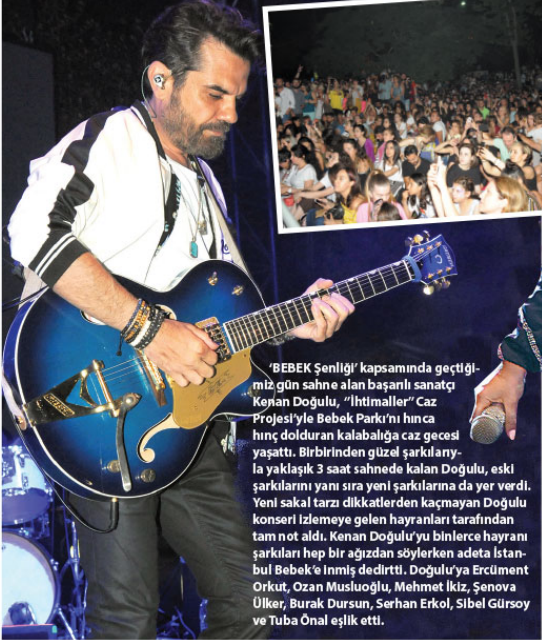 'BEBEK Şenliği' kapsamında geçtiği-
miz gün sahne alan başarılı sanatçı
Kenan Doğulu, "İhtimaller" Caz
Projesi'yle Bebek Parkı'nı hınca
hınç dolduran kalabalığa caz gecesi
yaşattı. Birbirinden güzel şarkılarıy-
la yaklaşık 3 saat sahnede kalan Doğulu, eski
şarkılarını yanı sıra yeni şarkılarına da yer verdi.
Yeni sakal tarzı dikkatlerden kaçmayan Doğulu
konseri izlemeye gelen hayranları tarafından
tam not aldı. Kenan Doğulu'yu binlerce hayranı
şarkıları hep bir ağızdan söylerken adeta İstan-
bul Bebek'e inmiş dedirtti. Doğulu'ya Ercüment
Orkut, Ozan Musluoğlu, Mehmet İkiz, Şenova
Ülker, Burak Dursun, Serhan Erkol, Sibel Gürsoy
ve Tuba Önal eşlik etti.